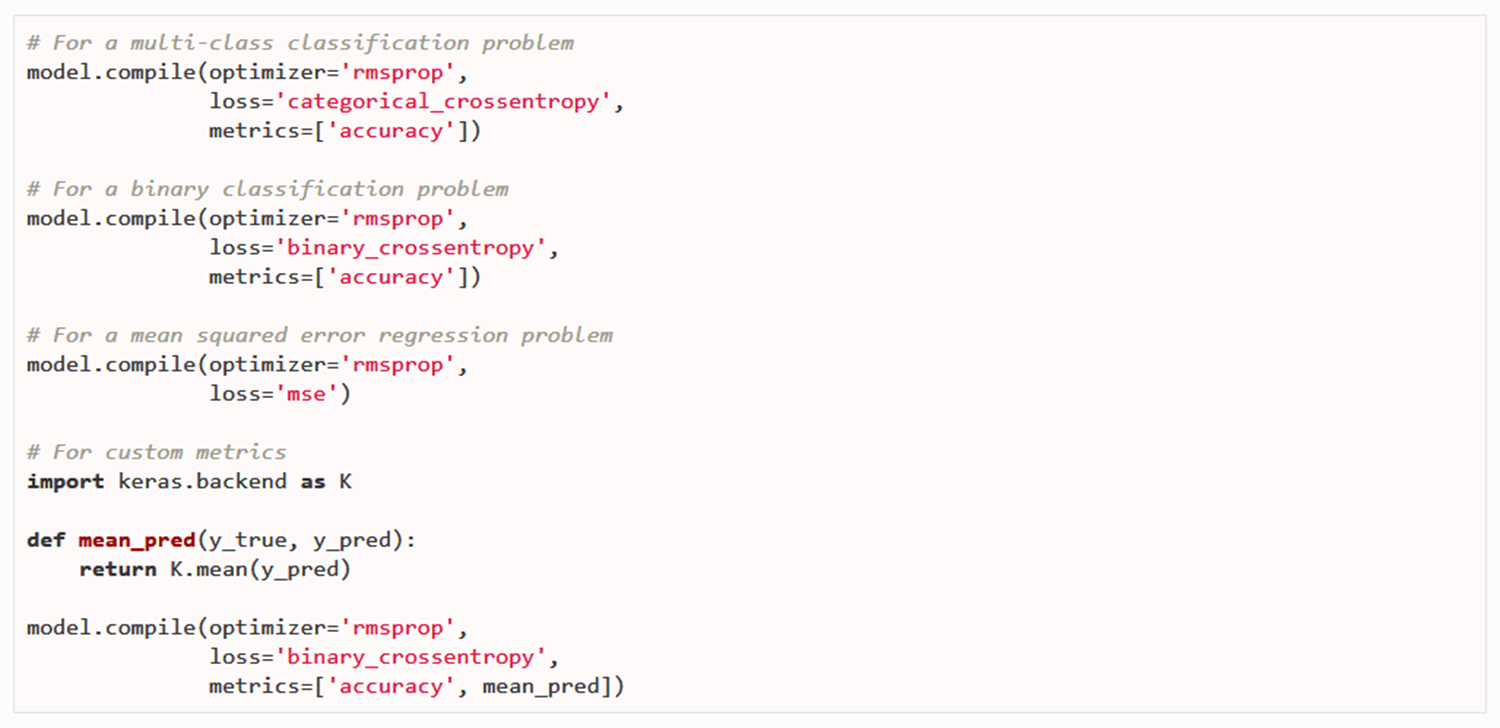 # For a multi-class classification problem
model.compile(optimizer='rmsprop',
              loss='categorical_crossentropy',
              metrics=['accuracy'])

# For a binary classification problem
model.compile(optimizer='rmsprop',
              loss='binary_crossentropy',
              metrics=['accuracy'])

# For a mean squared error regression problem
model.compile(optimizer='rmsprop',
              loss='mse')

# For custom metrics
import keras.backend as K

def mean_pred(y_true, y_pred):
    return K.mean(y_pred)

model.compile(optimizer='rmsprop',
              loss='binary_crossentropy',
              metrics=['accuracy', mean_pred])